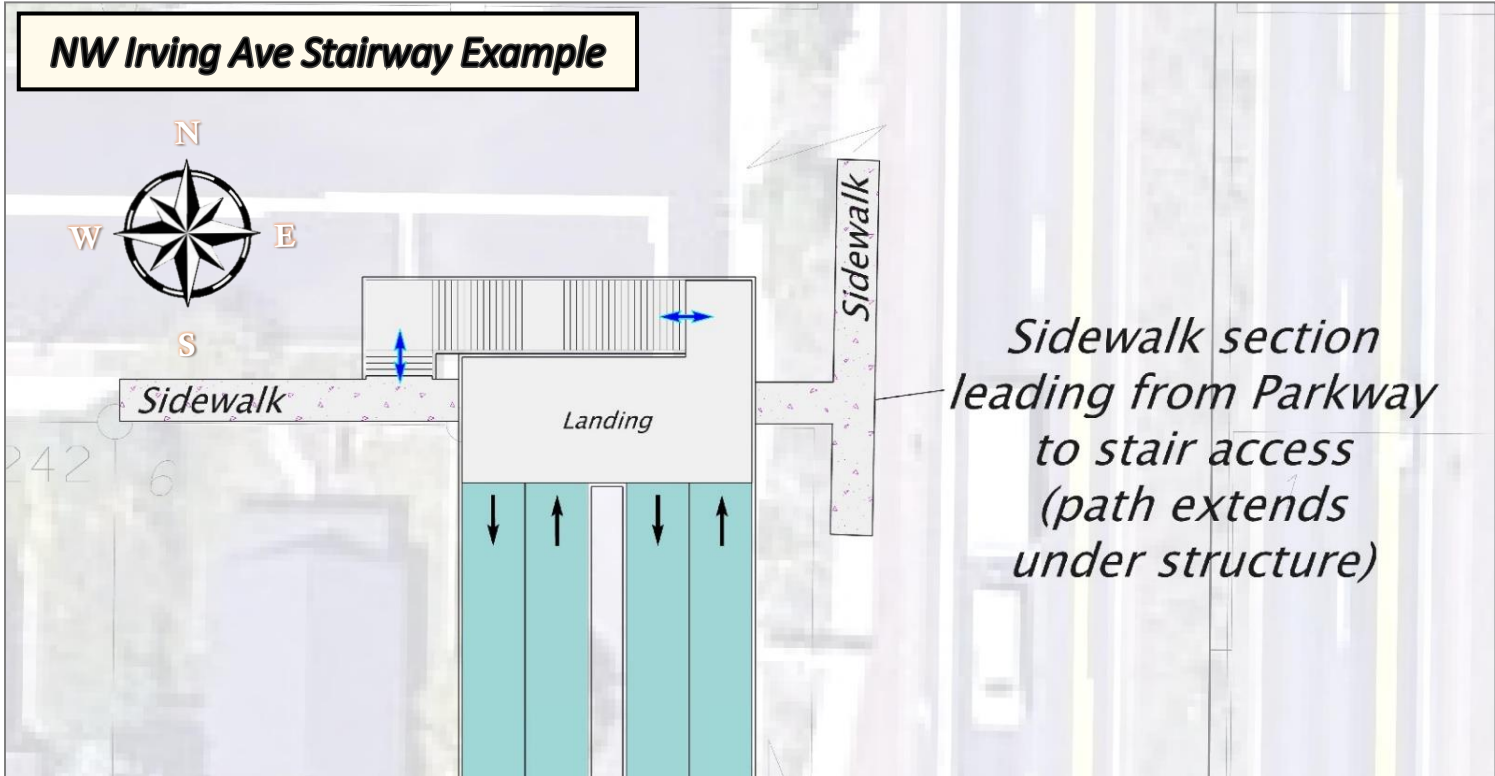 NW Irving Ave Stairway Example
N
W
E
S
Sidewalk
Sidewalk
Landing
Sidewalk section
leading from Parkway
to stair access
(path extends
under structure)
242
6